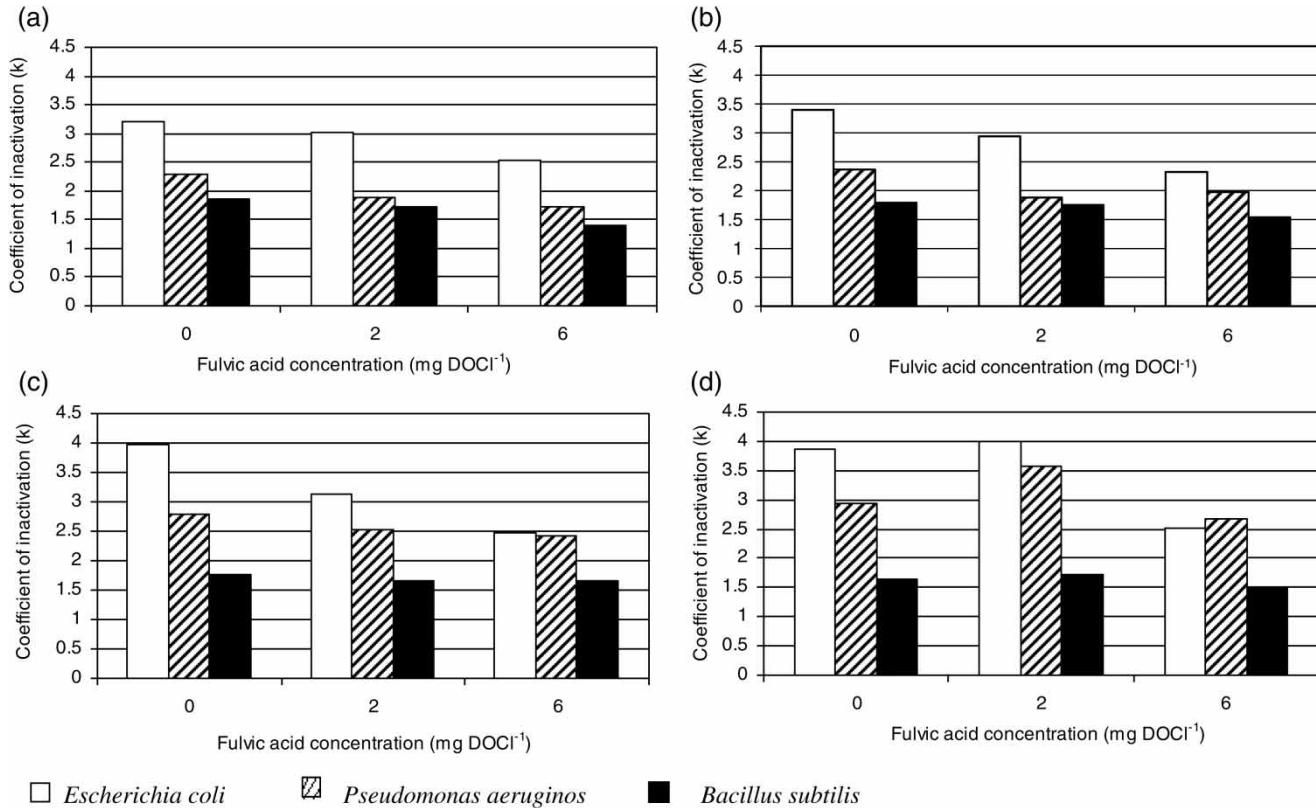 (a)
4.5
4
3.5
3
2.5
2
1.5
1
0.5
0
Coefficient of inactivation (k)
0 2 6
Fulvic acid concentration (mg DOCl⁻¹)
(b)
4.5
4
3.5
3
2.5
2
1.5
1
0.5
0
Coefficient of inactivation (k)
0 2 6
Fulvic acid concentration (mg DOCl⁻¹)
(c)
4.5
4
3.5
3
2.5
2
1.5
1
0.5
0
Coefficient of inactivation (k)
0 2 6
Fulvic acid concentration (mg DOCl⁻¹)
(d)
4.5
4
3.5
3
2.5
2
1.5
1
0.5
0
Coefficient of inactivation (k)
0 2 6
Fulvic acid concentration (mg DOCl⁻¹)
Escherichia coli Pseudomonas aeruginos Bacillus subtilis